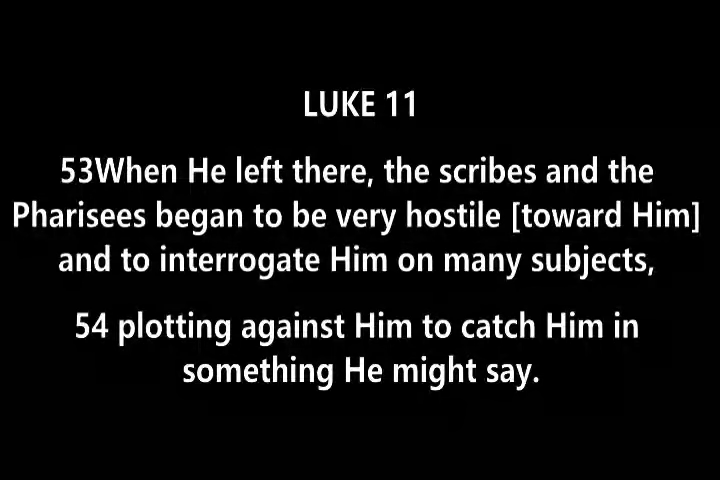 LUKE 11
53When He left there, the scribes and the
Pharisees began to be very hostile [toward Him]
and to interrogate Him on many subjects,
54 plotting against Him to catch Him in
something He might say.